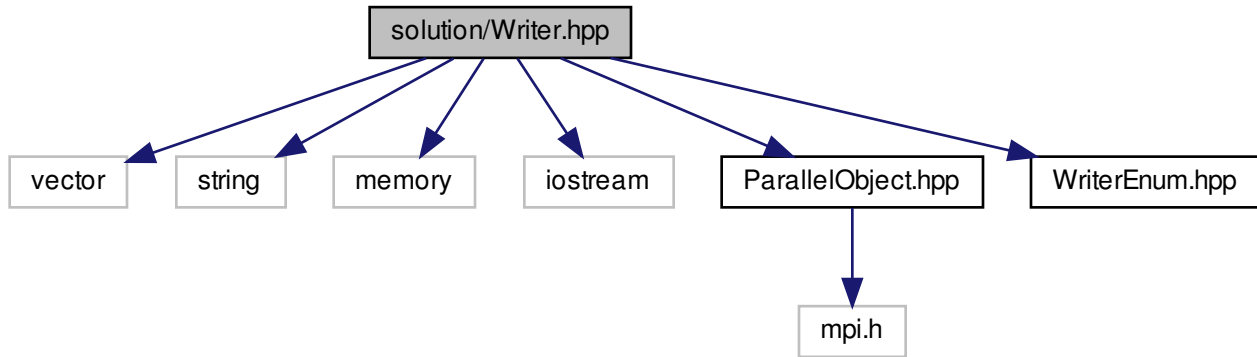 solution/Writer.hpp
vector
string
memory
iostream
ParallelObject.hpp
WriterEnum.hpp
mpi.h